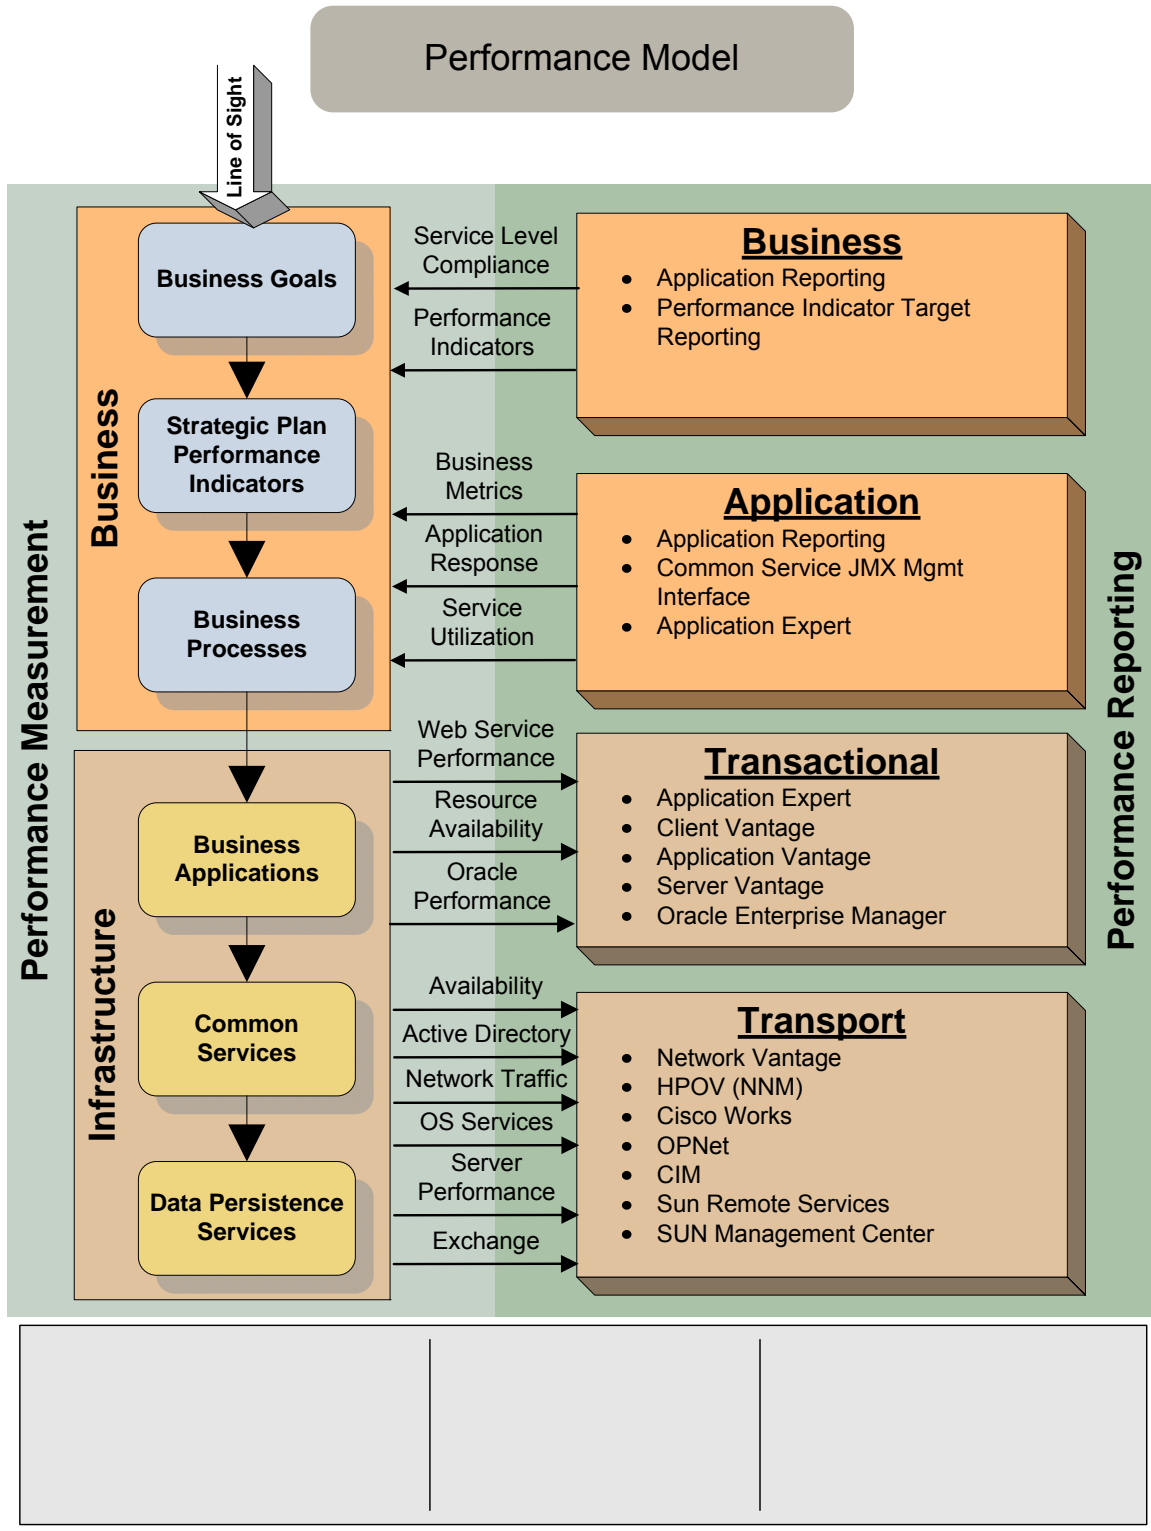 Performance Model
Line of Sight
Performance Measurement
Business
Business Goals
Strategic Plan
Performance
Indicators
Business
Processes
Infrastructure
Business
Applications
Common
Services
Data Persistence
Services
Service Level
Compliance
Performance
Indicators
Business
Metrics
Application
Response
Service
Utilization
Web Service
Performance
Resource
Availability
Oracle
Performance
Availability
Active Directory
Network Traffic
OS Services
Server
Performance
Exchange
Business
• Application Reporting
• Performance Indicator Target
Reporting
Application
• Application Reporting
• Common Service JMX Mgmt
Interface
• Application Expert
Transactional
• Application Expert
• Client Vantage
• Application Vantage
• Server Vantage
• Oracle Enterprise Manager
Transport
• Network Vantage
• HPOV (NNM)
• Cisco Works
• OPNet
• CIM
• Sun Remote Services
• SUN Management Center
Performance Reporting